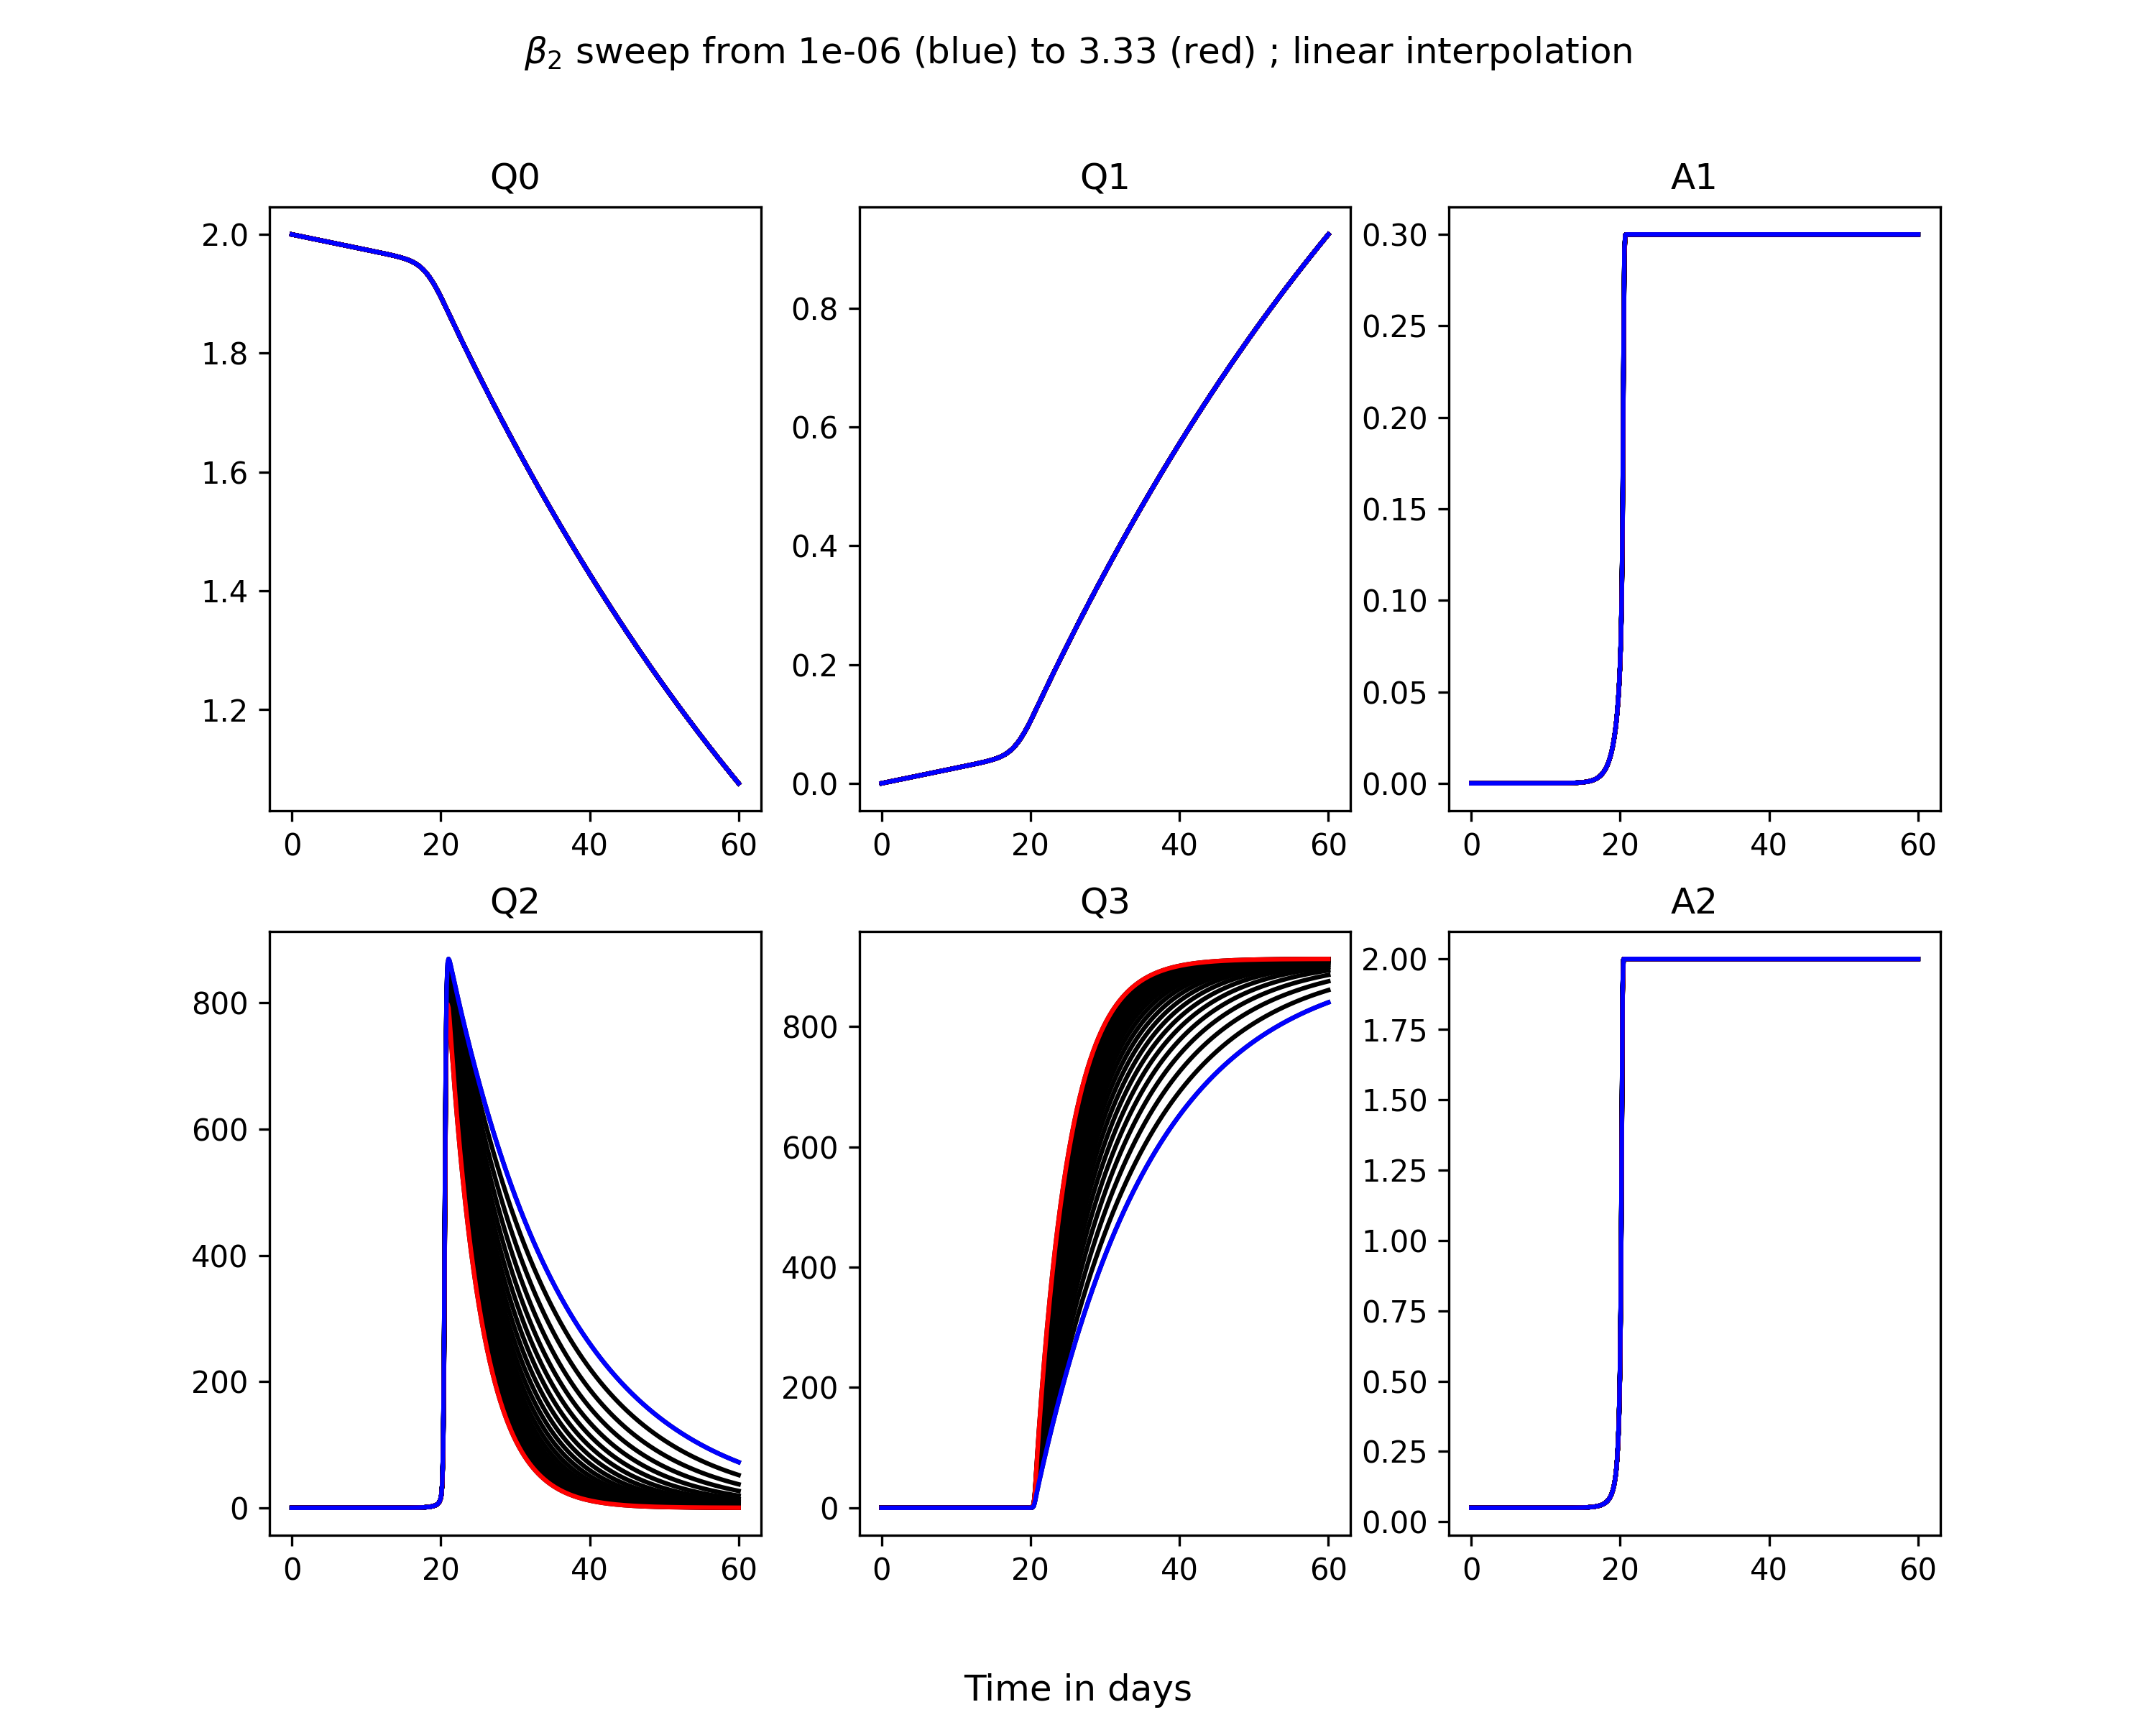 β₂ sweep from 1e-06 (blue) to 3.33 (red) ; linear interpolation
Q0
2.0
1.8
1.6
1.4
1.2
0 20 40 60
Q1
0.8
0.6
0.4
0.2
0.0
0 20 40 60
A1
0.30
0.25
0.20
0.15
0.10
0.05
0.00
0 20 40 60
Q2
800
600
400
200
0
0 20 40 60
Q3
800
600
400
200
0
0 20 40 60
A2
2.00
1.75
1.50
1.25
1.00
0.75
0.50
0.25
0.00
0 20 40 60
Time in days